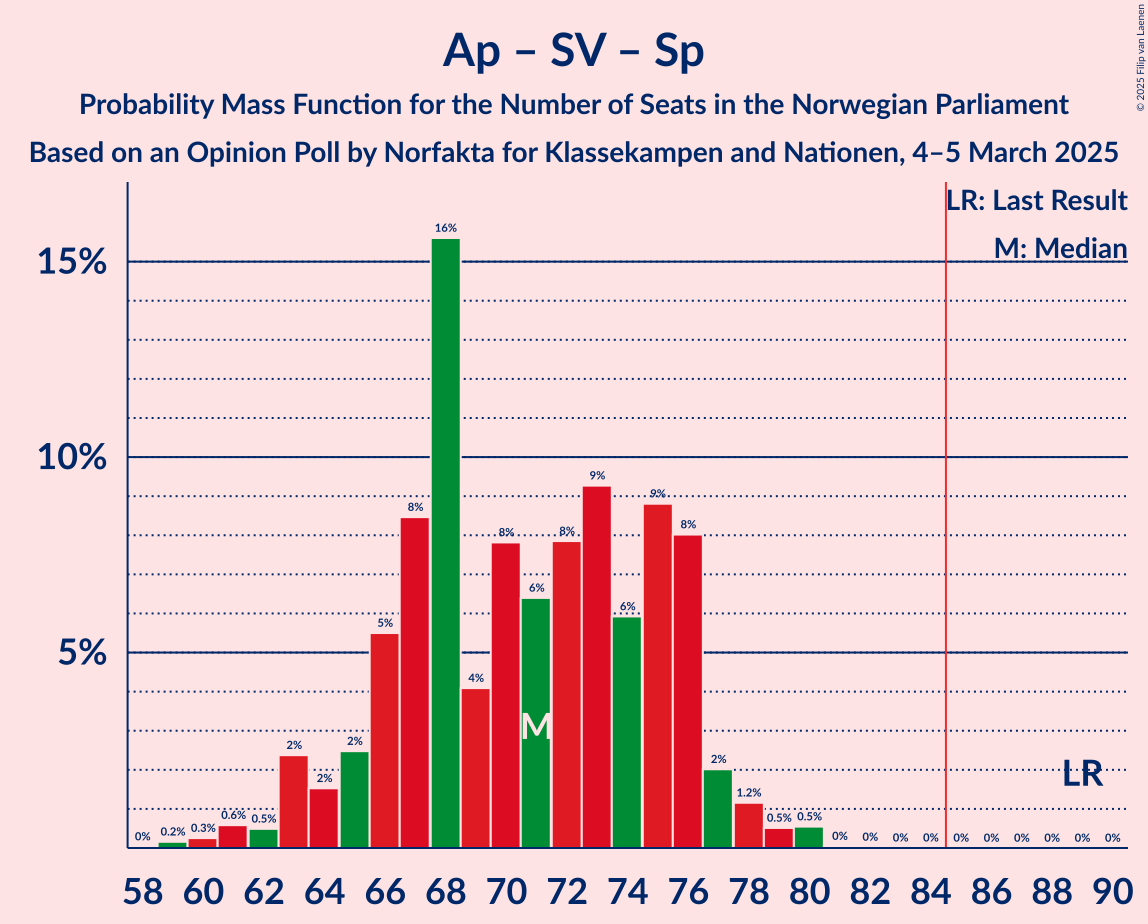 Ap – SV – Sp
Probability Mass Function for the Number of Seats in the Norwegian Parliament
Based on an Opinion Poll by Norfakta for Klassekampen and Nationen, 4–5 March 2025
© 2025 Filip van Laenen
LR: Last Result
M: Median
15%
10%
5%
0% 0.2% 0.3% 0.6% 0.5% 2% 2% 2% 5% 8% 16% 4% 8% 6% 8% 9% 6% 9% 8% 2% 1.2% 0.5% 0.5% 0% 0% 0% 0% 0% 0% 0% 0% 0% 0%
M
LR
58 60 62 64 66 68 70 72 74 76 78 80 82 84 86 88 90